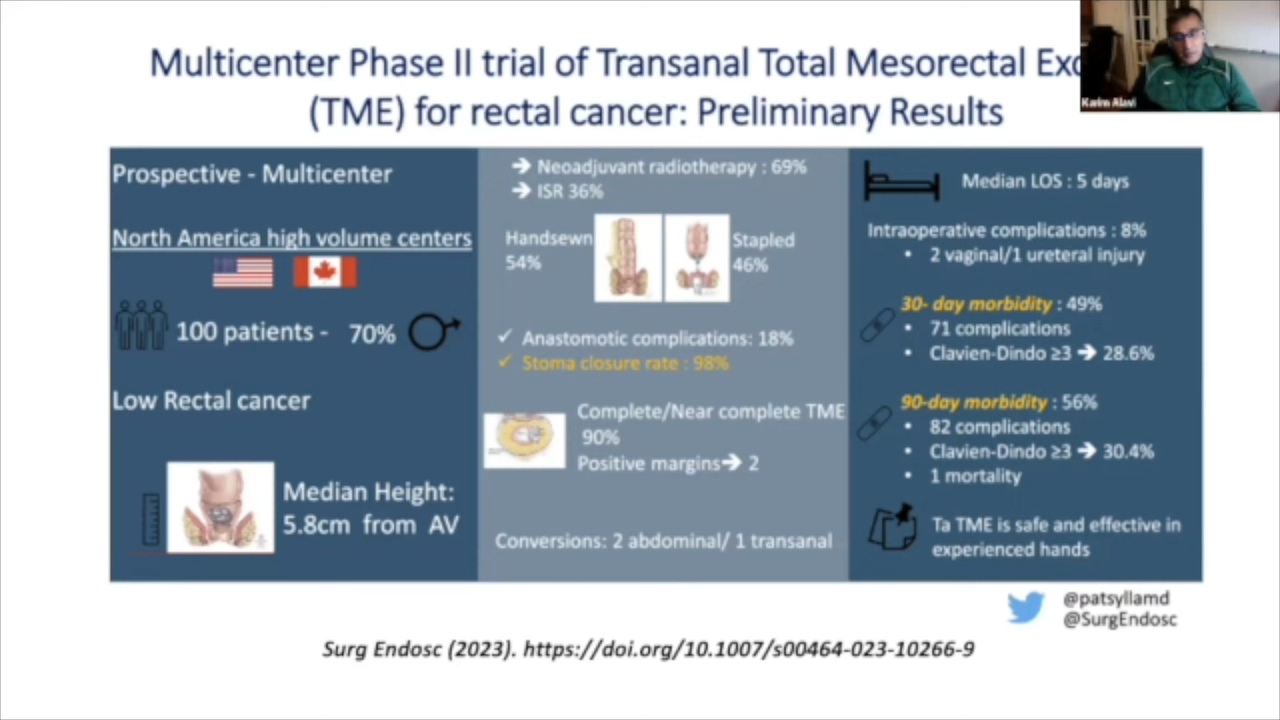 Multicenter Phase II trial of Transanal Total Mesorectal Exc
(TME) for rectal cancer: Preliminary Results
Karim Alavi
Prospective - Multicenter
North America high volume centers
100 patients - 70%
Low Rectal cancer
Median Height:
5.8cm from AV
➔ Neoadjuvant radiotherapy : 69%
➔ ISR 36%
Handsewn
54%
Stapled
46%
✓ Anastomotic complications: 18%
✓ Stoma closure rate : 98%
Complete/Near complete TME
90%
Positive margins➔ 2
Conversions: 2 abdominal/ 1 transanal
Median LOS : 5 days
Intraoperative complications : 8%
• 2 vaginal/1 ureteral injury
30- day morbidity : 49%
• 71 complications
• Clavien-Dindo ≥3 ➔ 28.6%
90-day morbidity : 56%
• 82 complications
• Clavien-Dindo ≥3 ➔ 30.4%
• 1 mortality
Ta TME is safe and effective in
experienced hands
@patsyllamd
@SurgEndosc
Surg Endosc (2023). https://doi.org/10.1007/s00464-023-10266-9